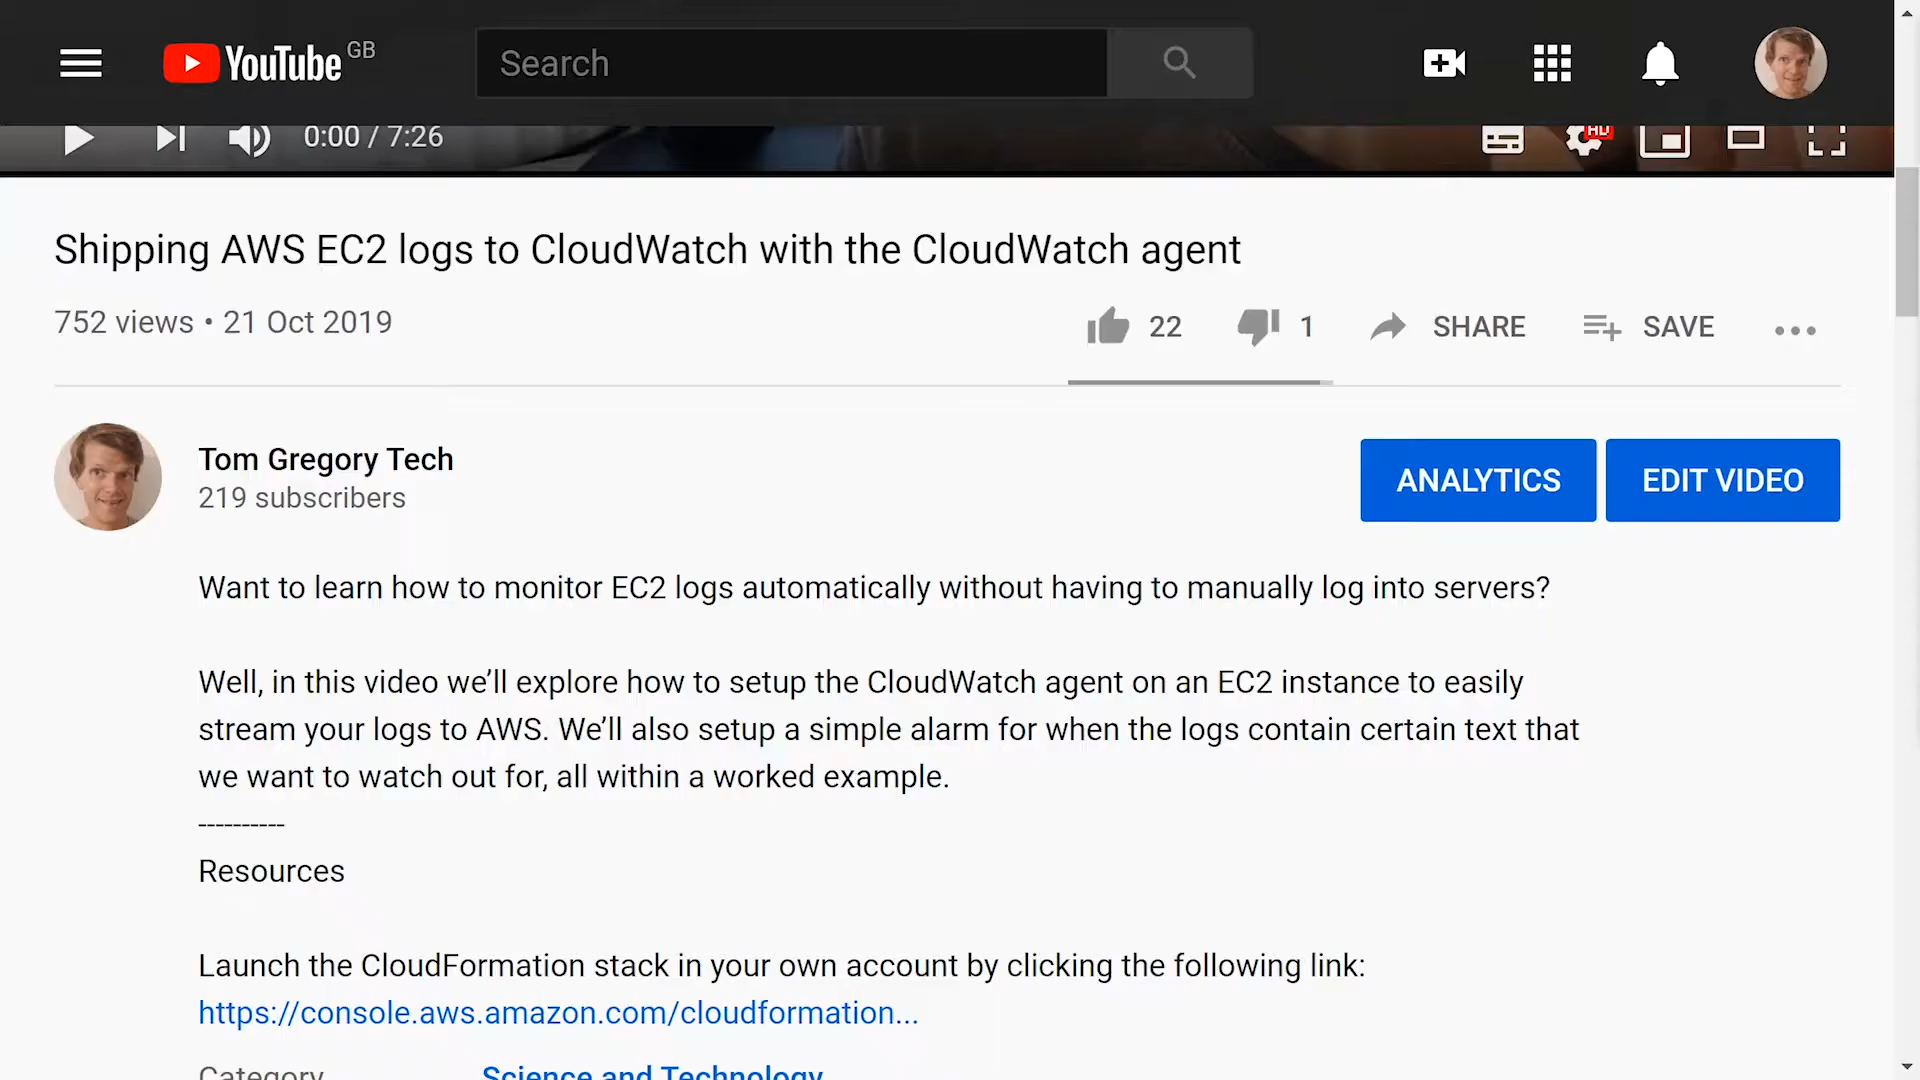 YouTube GB
Search
0:00 / 7:26
HD
Shipping AWS EC2 logs to CloudWatch with the CloudWatch agent
752 views • 21 Oct 2019
22
1
SHARE
SAVE
Tom Gregory Tech
219 subscribers
ANALYTICS
EDIT VIDEO
Want to learn how to monitor EC2 logs automatically without having to manually log into servers?
Well, in this video we’ll explore how to setup the CloudWatch agent on an EC2 instance to easily
stream your logs to AWS. We’ll also setup a simple alarm for when the logs contain certain text that
we want to watch out for, all within a worked example.
----------
Resources
Launch the CloudFormation stack in your own account by clicking the following link:
https://console.aws.amazon.com/cloudformation...
Category
Science and Technology